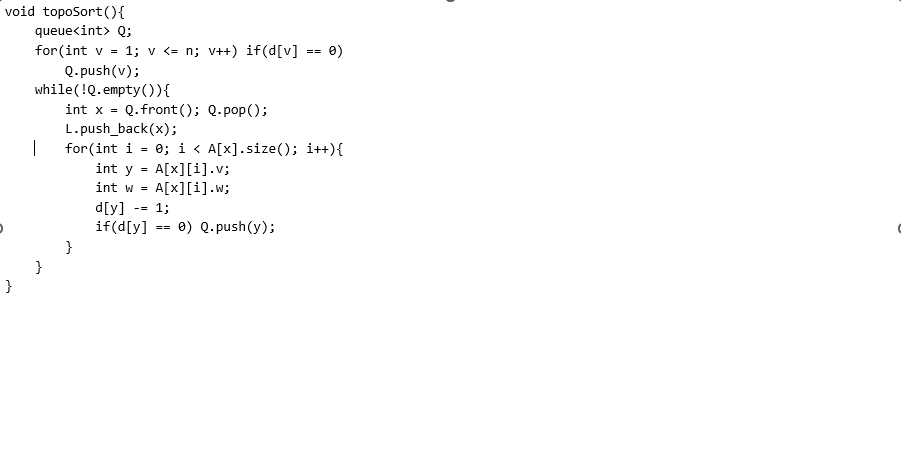 void topoSort(){
    queue<int> Q;
    for(int v = 1; v <= n; v++) if(d[v] == 0)
        Q.push(v);
    while(!Q.empty()){
        int x = Q.front(); Q.pop();
        L.push_back(x);
        for(int i = 0; i < A[x].size(); i++){
            int y = A[x][i].v;
            int w = A[x][i].w;
            d[y] -= 1;
            if(d[y] == 0) Q.push(y);
        }
    }
}